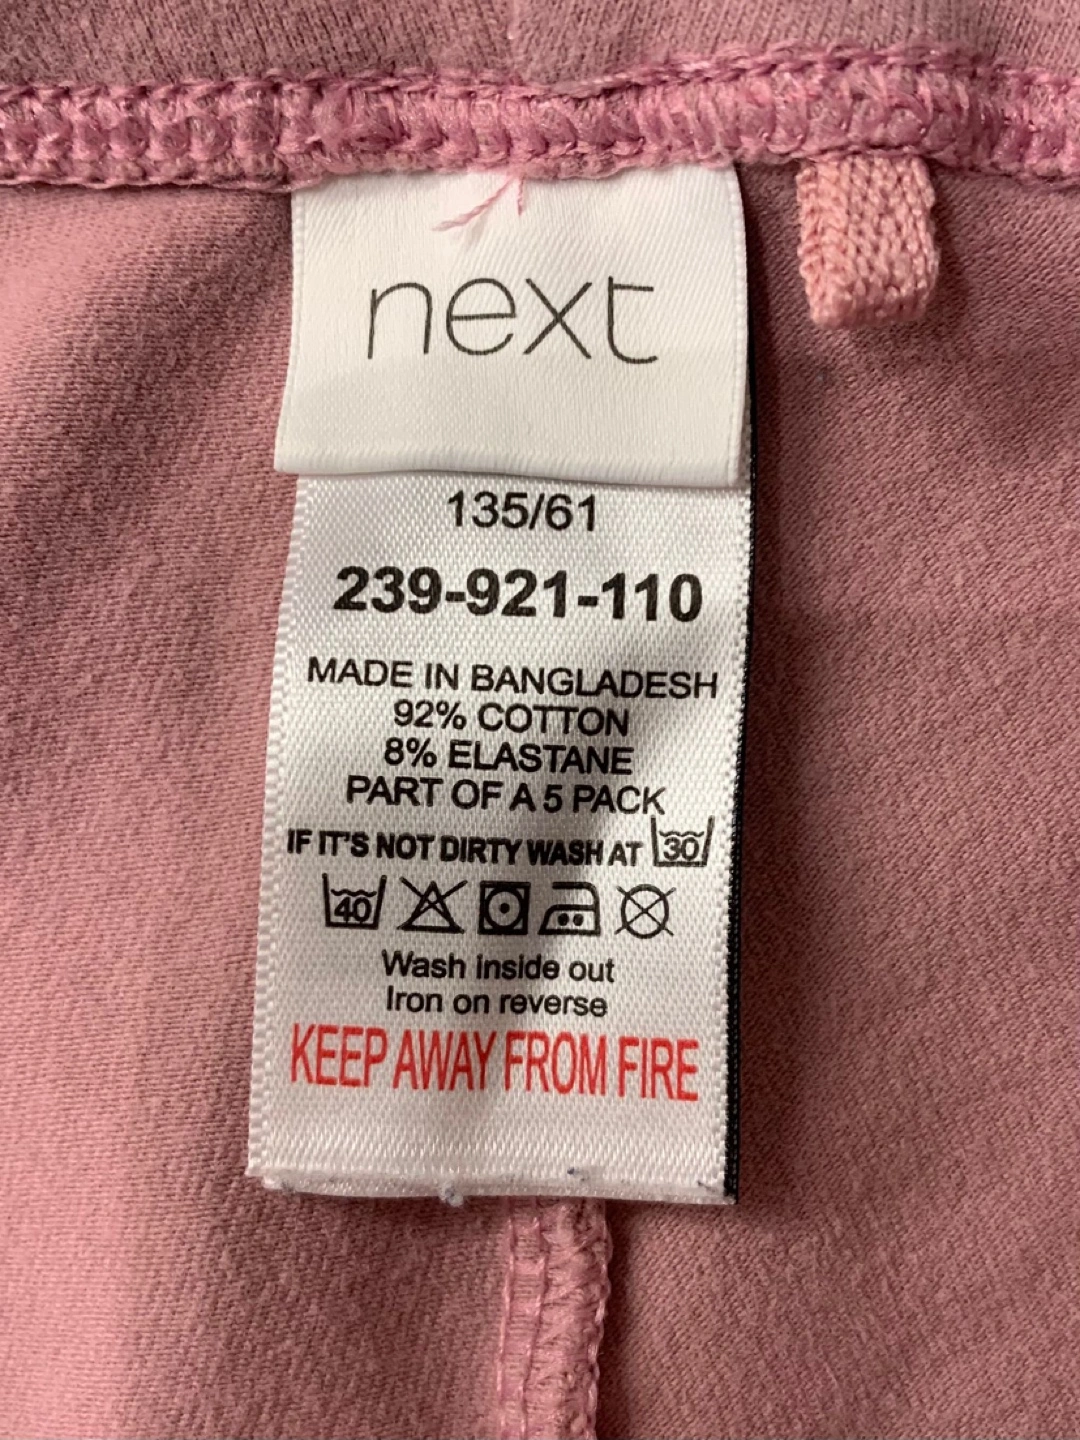 next
135/61
239-921-110
MADE IN BANGLADESH
92% COTTON
8% ELASTANE
PART OF A 5 PACK
IF IT'S NOT DIRTY WASH AT 30
40
Wash inside out
Iron on reverse
KEEP AWAY FROM FIRE